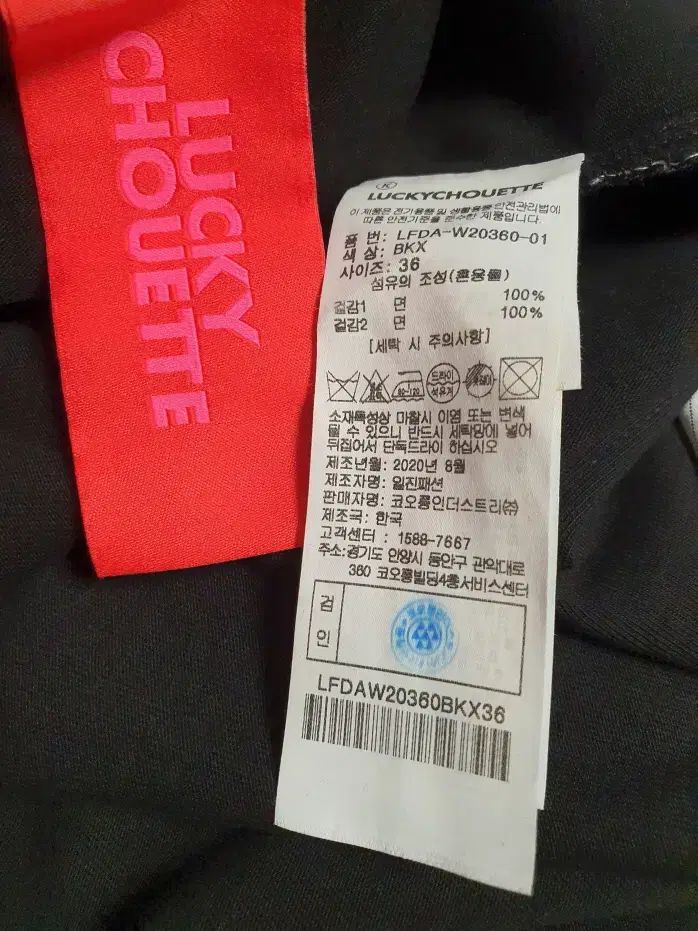 LUCKY
CHOUETTE
K
LUCKYCHOUETTE
이 제품은 전기용품 및 생활용품 안전관리법에
따른 안전기준을 준수한 제품입니다.
품 번: LFDA-W20360-01
색 상: BKX
사이즈: 36
섬유의 조성(혼용률)
겉감1 면 100%
겉감2 면 100%
[세탁 시 주의사항]
80~120 드라이 석유계
소재특성상 마찰시 이염 또는 변색
될 수 있으니 반드시 세탁망에 넣어
뒤집어서 단독드라이 하십시오
제조년월: 2020년 8월
제조자명: 일진패션
판매자명: 코오롱인더스트리㈜
제조국: 한국
고객센터 : 1588-7667
주소:경기도 안양시 동안구 관악대로
360 코오롱빌딩4층서비스센터
검
인
LFDAW20360BKX36